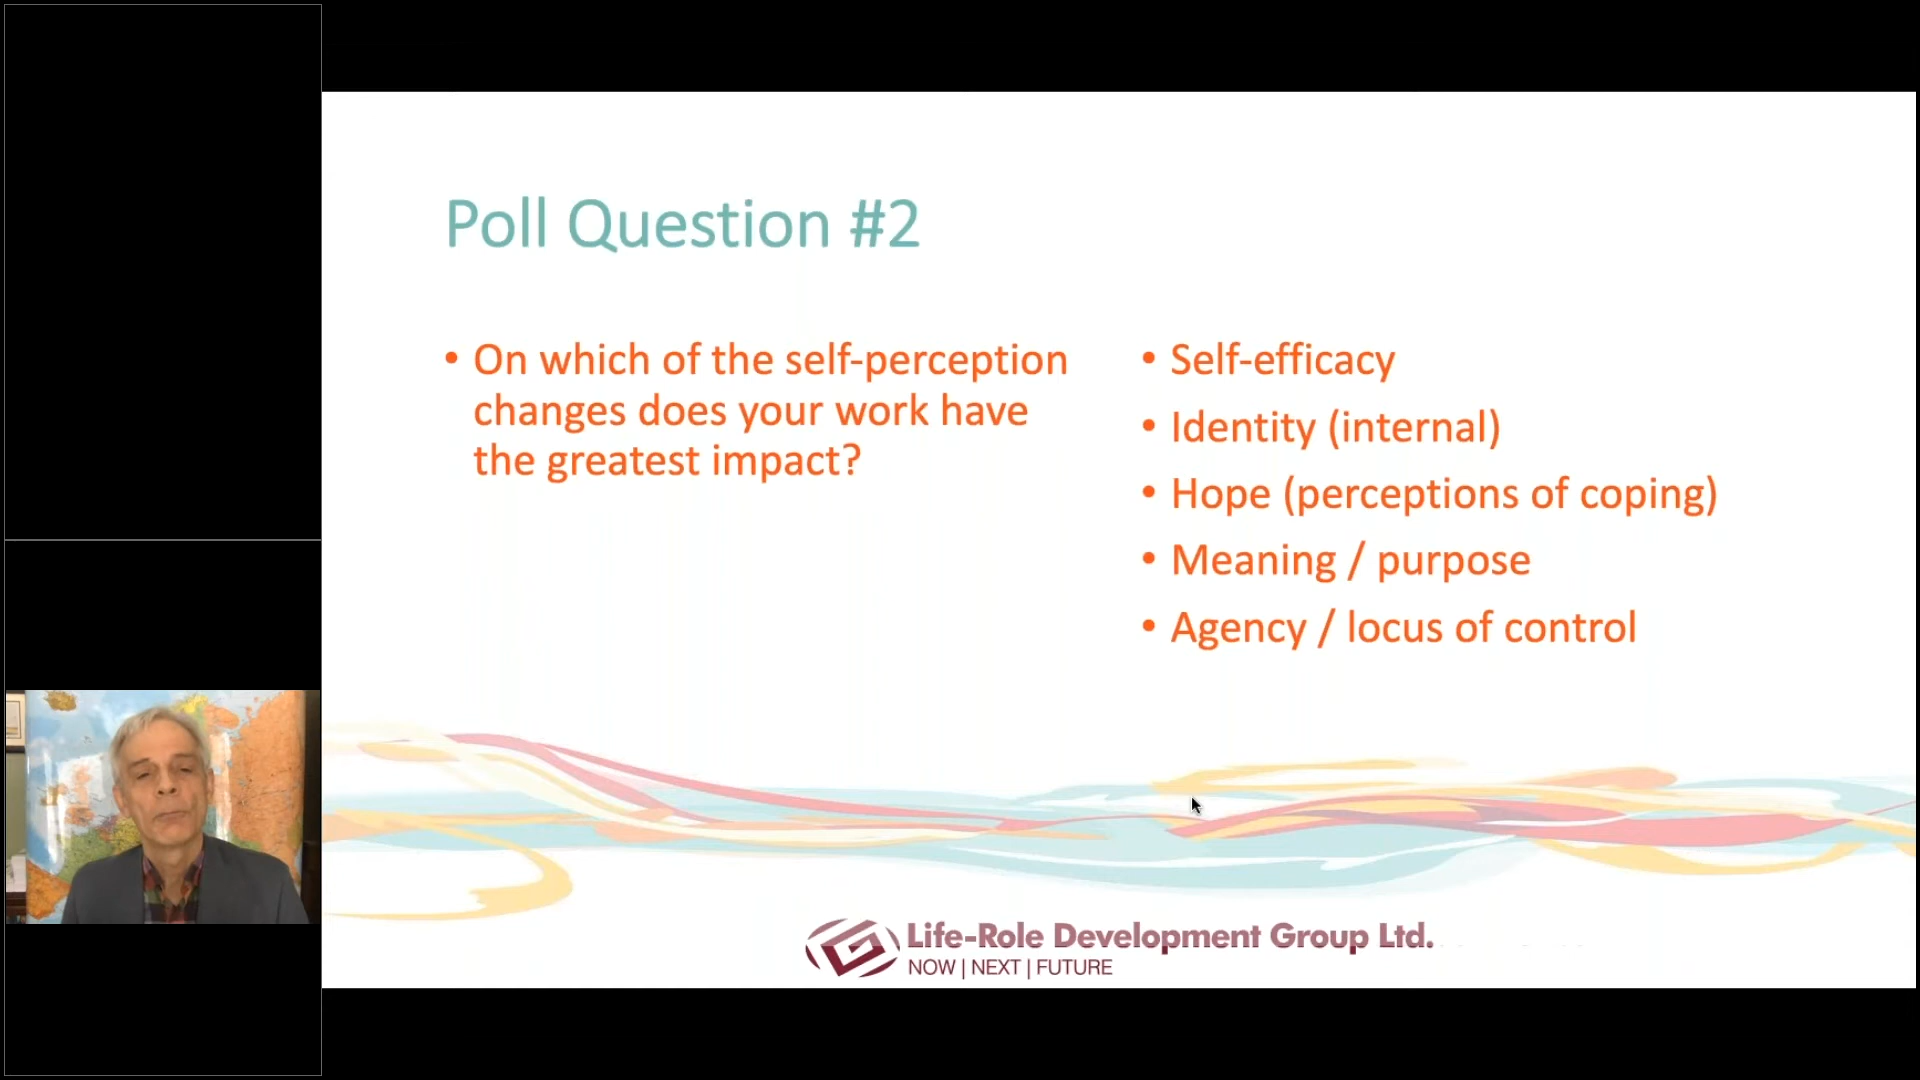 Poll Question #2
• On which of the self-perception
changes does your work have
the greatest impact?
• Self-efficacy
• Identity (internal)
• Hope (perceptions of coping)
• Meaning / purpose
• Agency / locus of control
Life-Role Development Group Ltd.
NOW | NEXT | FUTURE